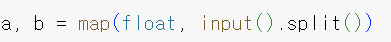 a, b = map(float, input().split())